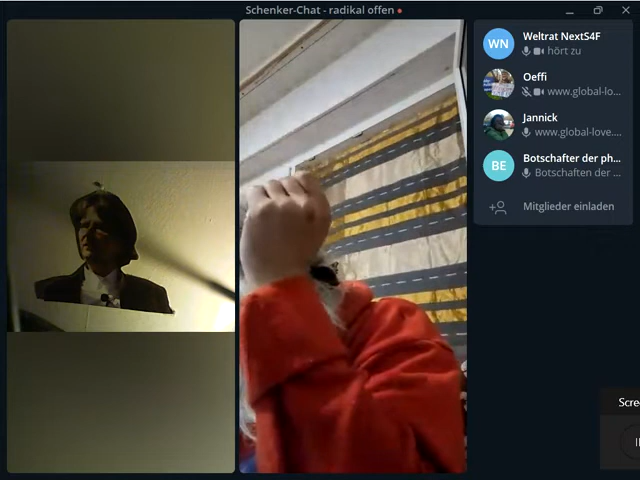 Schenker-Chat - radikal offen
WN
Weltrat NextS4F
hört zu
Oeffi
www.global-lo...
Jannick
www.global-love....
BE
Botschafter der ph...
Botschaften der ...
Mitglieder einladen
Scree